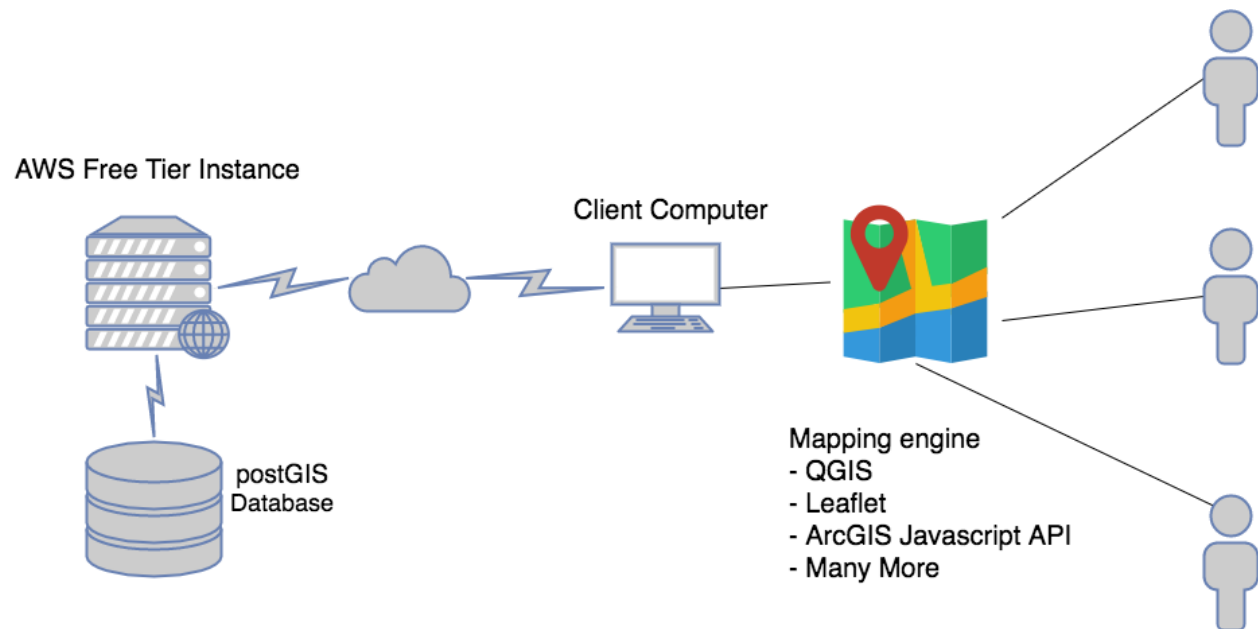 AWS Free Tier Instance
Client Computer
postGIS
Database
Mapping engine
- QGIS
- Leaflet
- ArcGIS Javascript API
- Many More